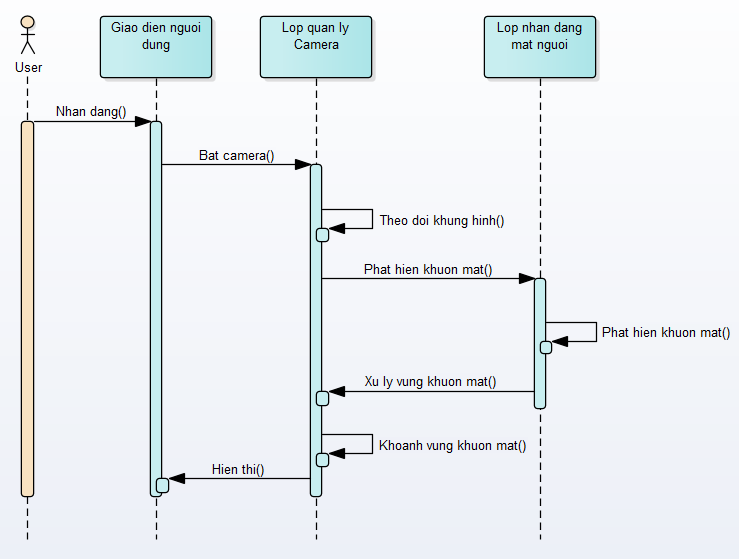 Giao dien nguoi
dung
Lop quan ly
Camera
Lop nhan dang
mat nguoi
User
Nhan dang()
Bat camera()
Theo doi khung hinh()
Phat hien khuon mat()
Phat hien khuon mat()
Xu ly vung khuon mat()
Khoanh vung khuon mat()
Hien thi()